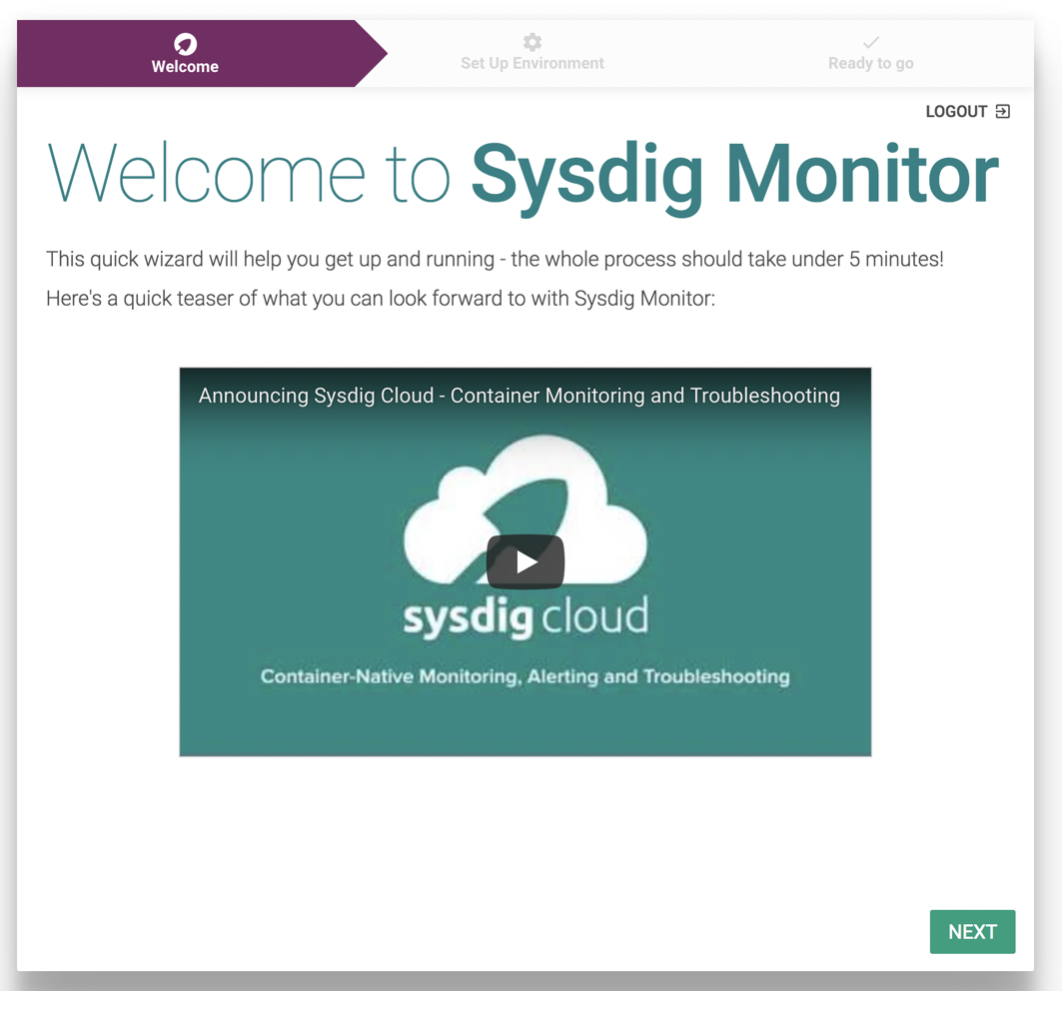 Welcome
Set Up Environment
Ready to go
LOGOUT
Welcome to Sysdig Monitor
This quick wizard will help you get up and running - the whole process should take under 5 minutes!
Here's a quick teaser of what you can look forward to with Sysdig Monitor:
Announcing Sysdig Cloud - Container Monitoring and Troubleshooting
sysdig cloud
Container-Native Monitoring, Alerting and Troubleshooting
NEXT